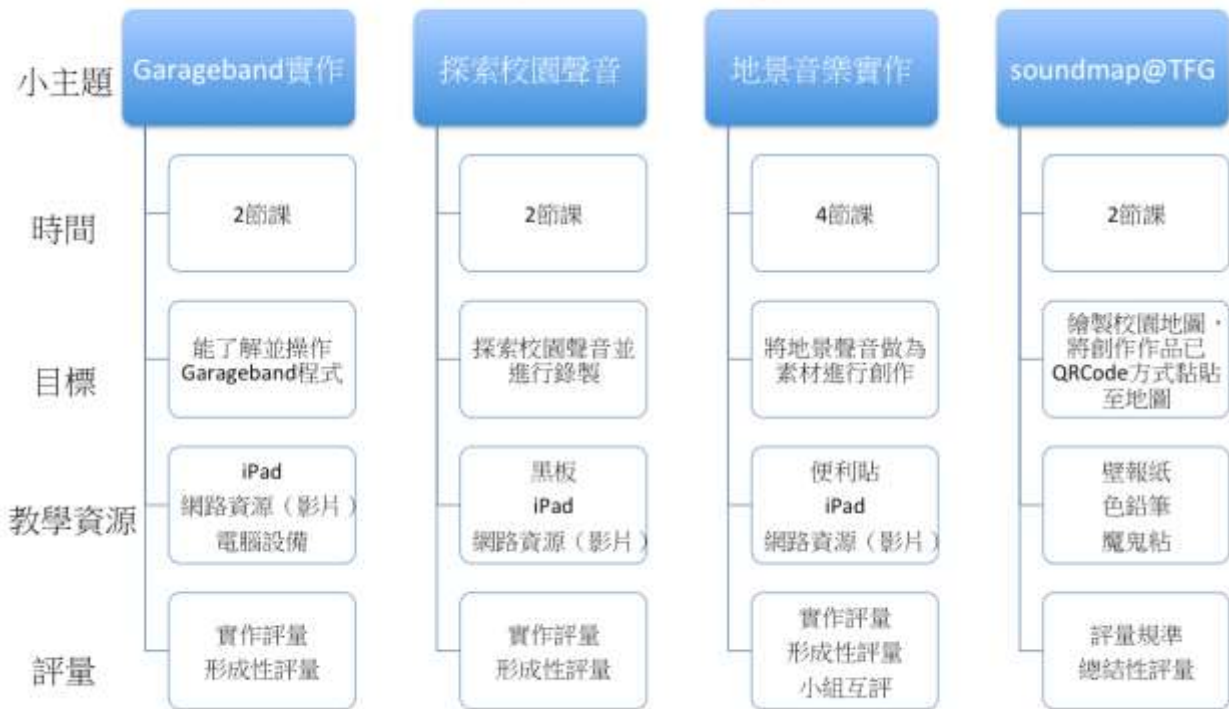 小主題
Garageband實作
探索校園聲音
地景音樂實作
soundmap@TFG
時間
2節課
2節課
4節課
2節課
目標
能了解並操作
Garageband程式
探索校園聲音並
進行錄製
將地景聲音做為
素材進行創作
繪製校園地圖，
將創作作品已
QRCode方式黏貼
至地圖
教學資源
iPad
網路資源（影片）
電腦設備
黑板
iPad
網路資源（影片）
便利貼
iPad
網路資源（影片）
壁報紙
色鉛筆
魔鬼粘
評量
實作評量
形成性評量
實作評量
形成性評量
實作評量
形成性評量
小組互評
評量規準
總結性評量